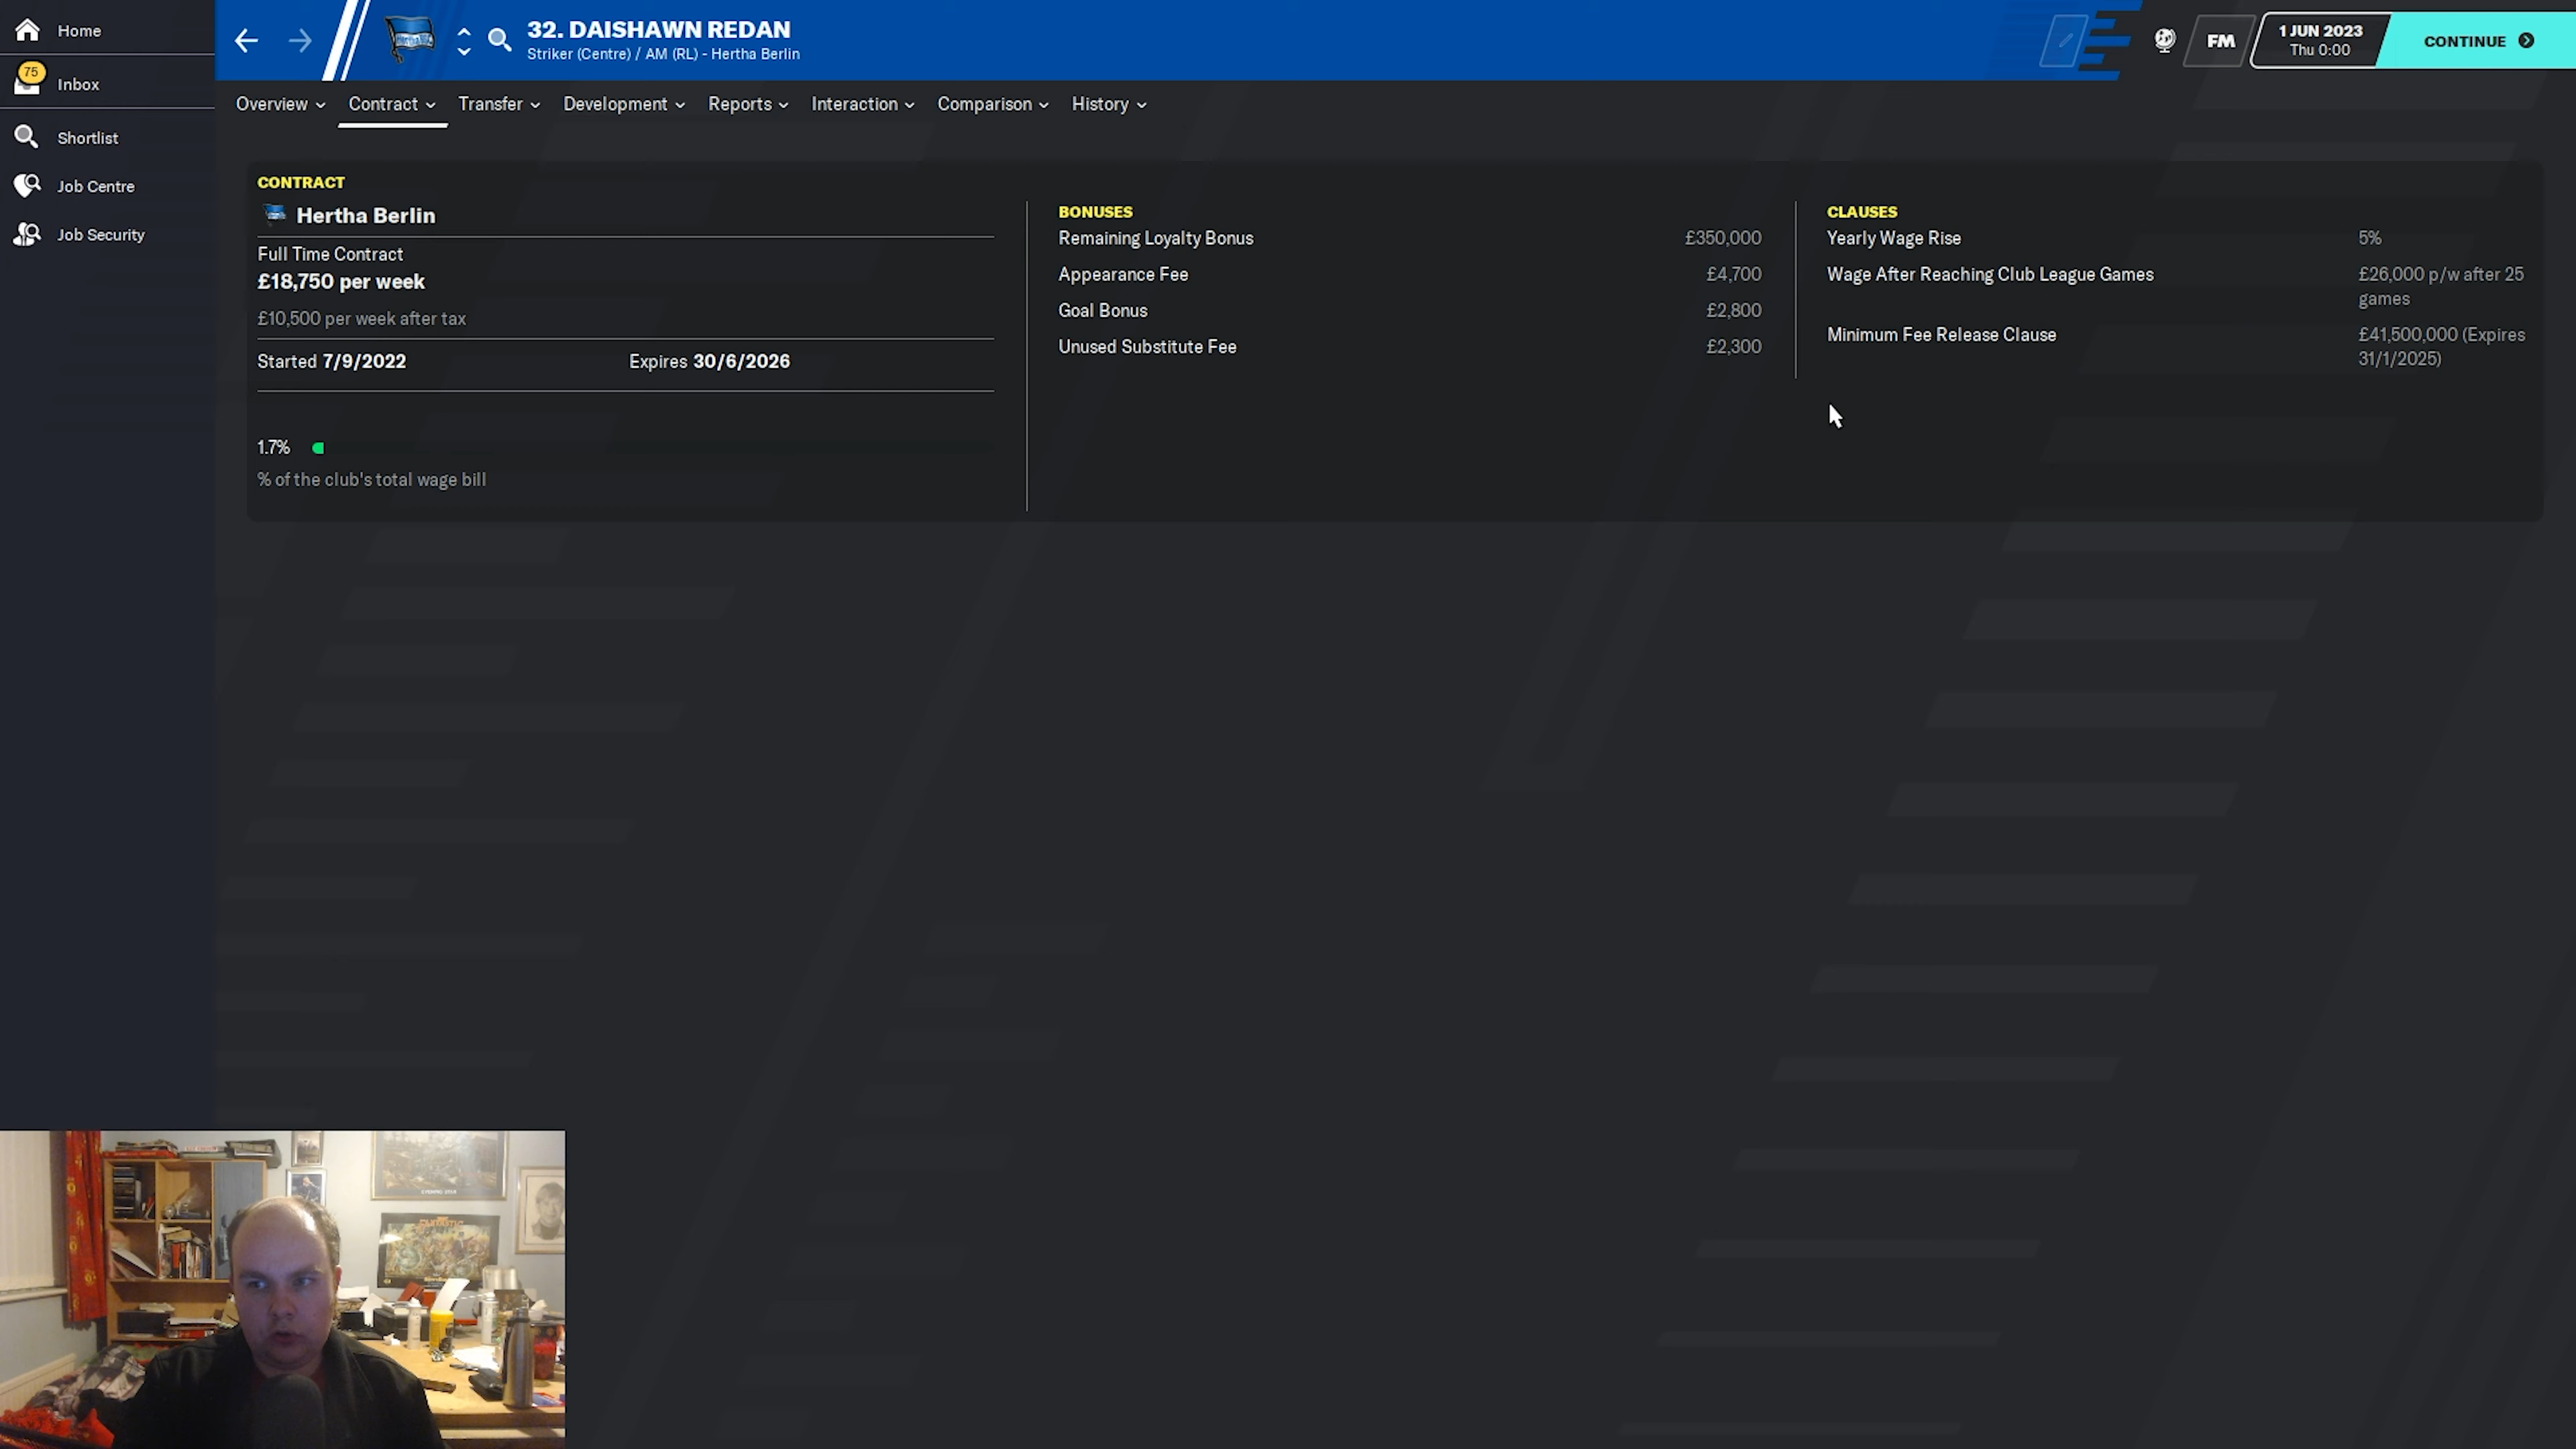 Home
75
Inbox
Shortlist
Job Centre
Job Security
32. DAISHAWN REDAN
Striker (Centre) / AM (RL) - Hertha Berlin
FM
1 JUN 2023
Thu 0:00
CONTINUE
Overview
Contract
Transfer
Development
Reports
Interaction
Comparison
History
CONTRACT
Hertha Berlin
Full Time Contract
£18,750 per week
£10,500 per week after tax
Started 7/9/2022 Expires 30/6/2026
1.7%
% of the club's total wage bill
BONUSES
Remaining Loyalty Bonus £350,000
Appearance Fee £4,700
Goal Bonus £2,800
Unused Substitute Fee £2,300
CLAUSES
Yearly Wage Rise 5%
Wage After Reaching Club League Games £26,000 p/w after 25
games
Minimum Fee Release Clause £41,500,000 (Expires
31/1/2025)